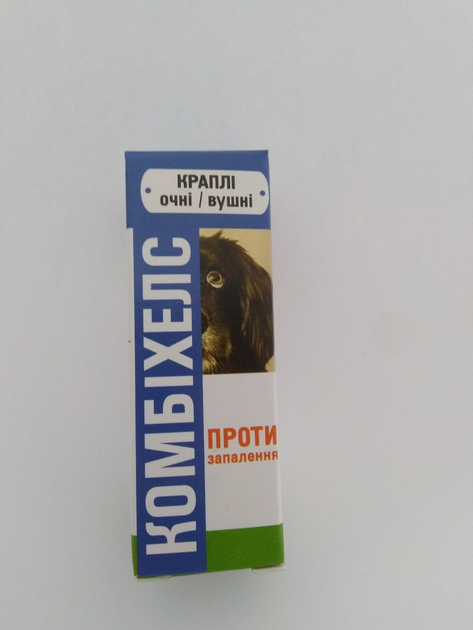 КРАПЛІ
очні / вушні
КОМБІХЕЛС
ПРОТИ
запалення